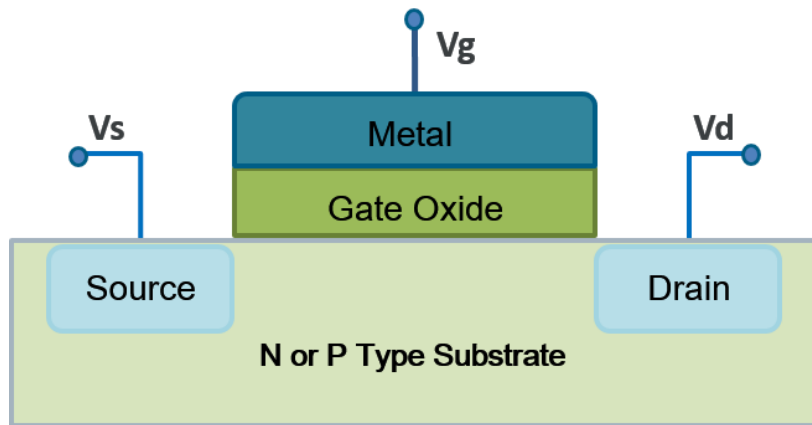 Vg
Vs
Metal
Vd
Gate Oxide
Source
Drain
N or P Type Substrate